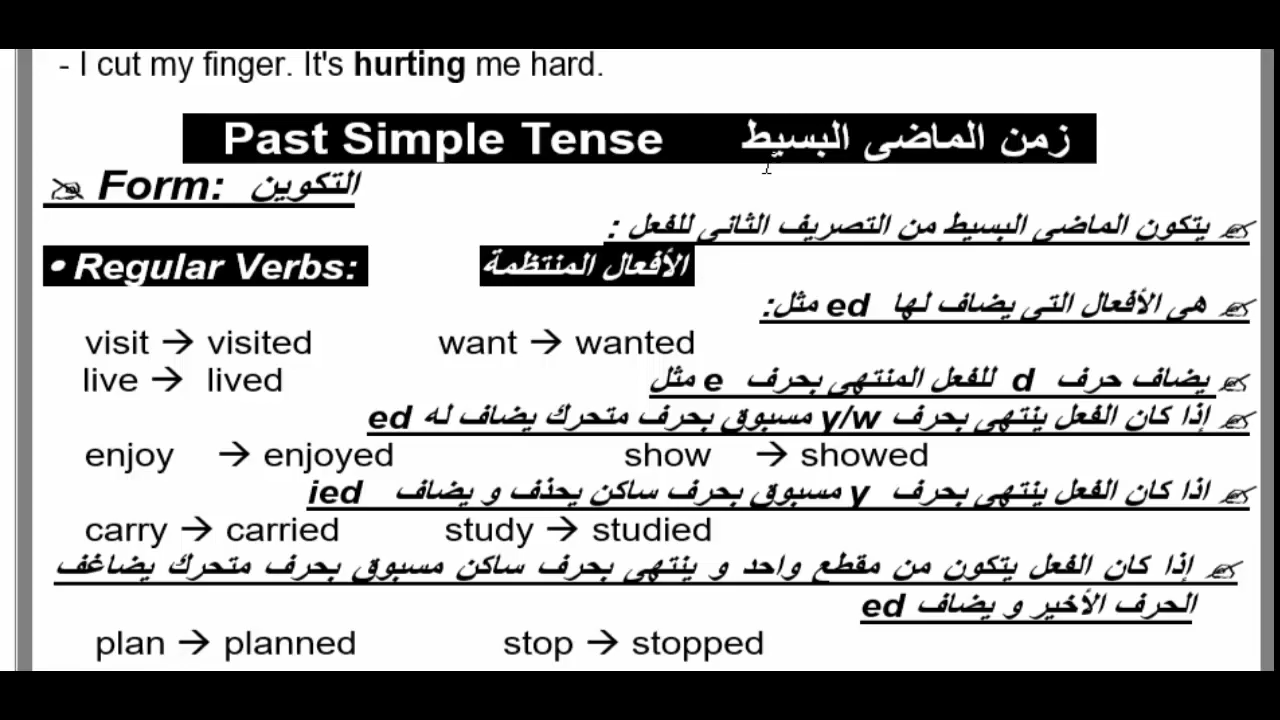 - I cut my finger. It's hurting me hard.
Past Simple Tense زمن الماضى البسيط
Form: التكوين
يتكون الماضى البسيط من التصريف الثانى للفعل :
• Regular Verbs: الأفعال المنتظمة
هى الأفعال التى يضاف لها ed مثل:
visit → visited want → wanted
live → lived يضاف حرف d للفعل المنتهى بحرف e مثل
إذا كان الفعل ينتهى بحرف y/w مسبوق بحرف متحرك يضاف له ed
enjoy → enjoyed show → showed
اذا كان الفعل ينتهى بحرف y مسبوق بحرف ساكن يحذف و يضاف ied
carry → carried study → studied
إذا كان الفعل يتكون من مقطع واحد و ينتهى بحرف ساكن مسبوق بحرف متحرك يضاغف
الحرف الأخير و يضاف ed
plan → planned stop → stopped